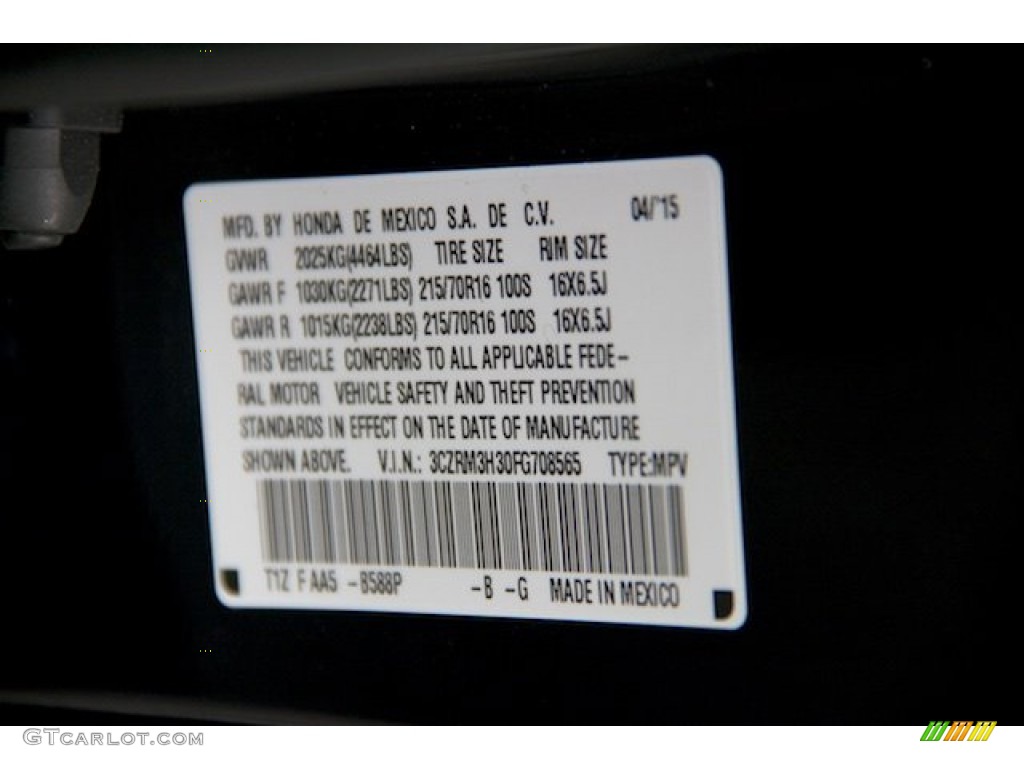 MFD. BY HONDA DE MEXICO S.A. DE C.V. 04/'15
GVWR 2025KG(4464LBS) TIRE SIZE RIM SIZE
GAWR F 1030KG(2271LBS) 215/70R16 100S 16X6.5J
GAWR R 1015KG(2238LBS) 215/70R16 100S 16X6.5J
THIS VEHICLE CONFORMS TO ALL APPLICABLE FEDE-
RAL MOTOR VEHICLE SAFETY AND THEFT PREVENTION
STANDARDS IN EFFECT ON THE DATE OF MANUFACTURE
SHOWN ABOVE. V.I.N.: 3CZRM3H30FG708565 TYPE:MPV
T1Z F AA5 -B588P -B -G MADE IN MEXICO
GTCARLOT.COM